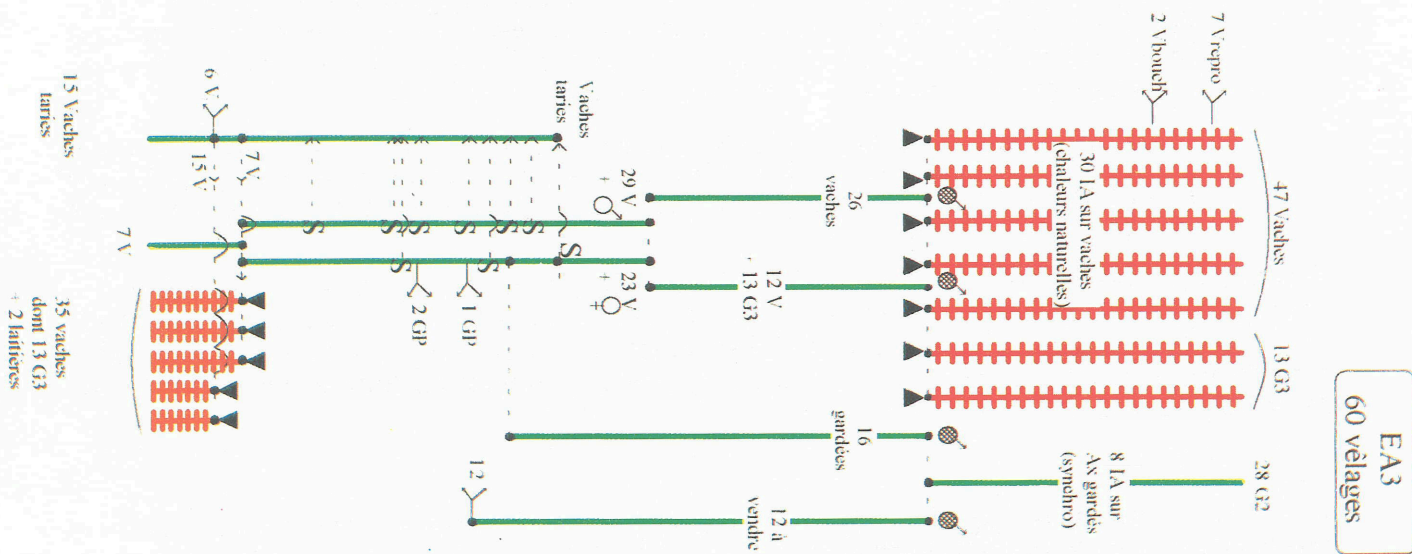 EA3
60 vêlages
7 Vrepro
2 Vbouch
47 Vaches
13 G3
28 G2
30 IA sur vaches
(chaleurs naturelles)
8 IA sur
Ax gardés
(synchro)
26
vaches
12 V
13 G3
16
gardées
12 à
vendre
29 V
+
23 V
+
Vaches
taries
S
S
S
S
S
S
S
S
S
1 GP
2 GP
12
7 V
6 V
15 V
15 Vaches
taries
7 V
35 vaches
dont 13 G3
+ 2 laitières